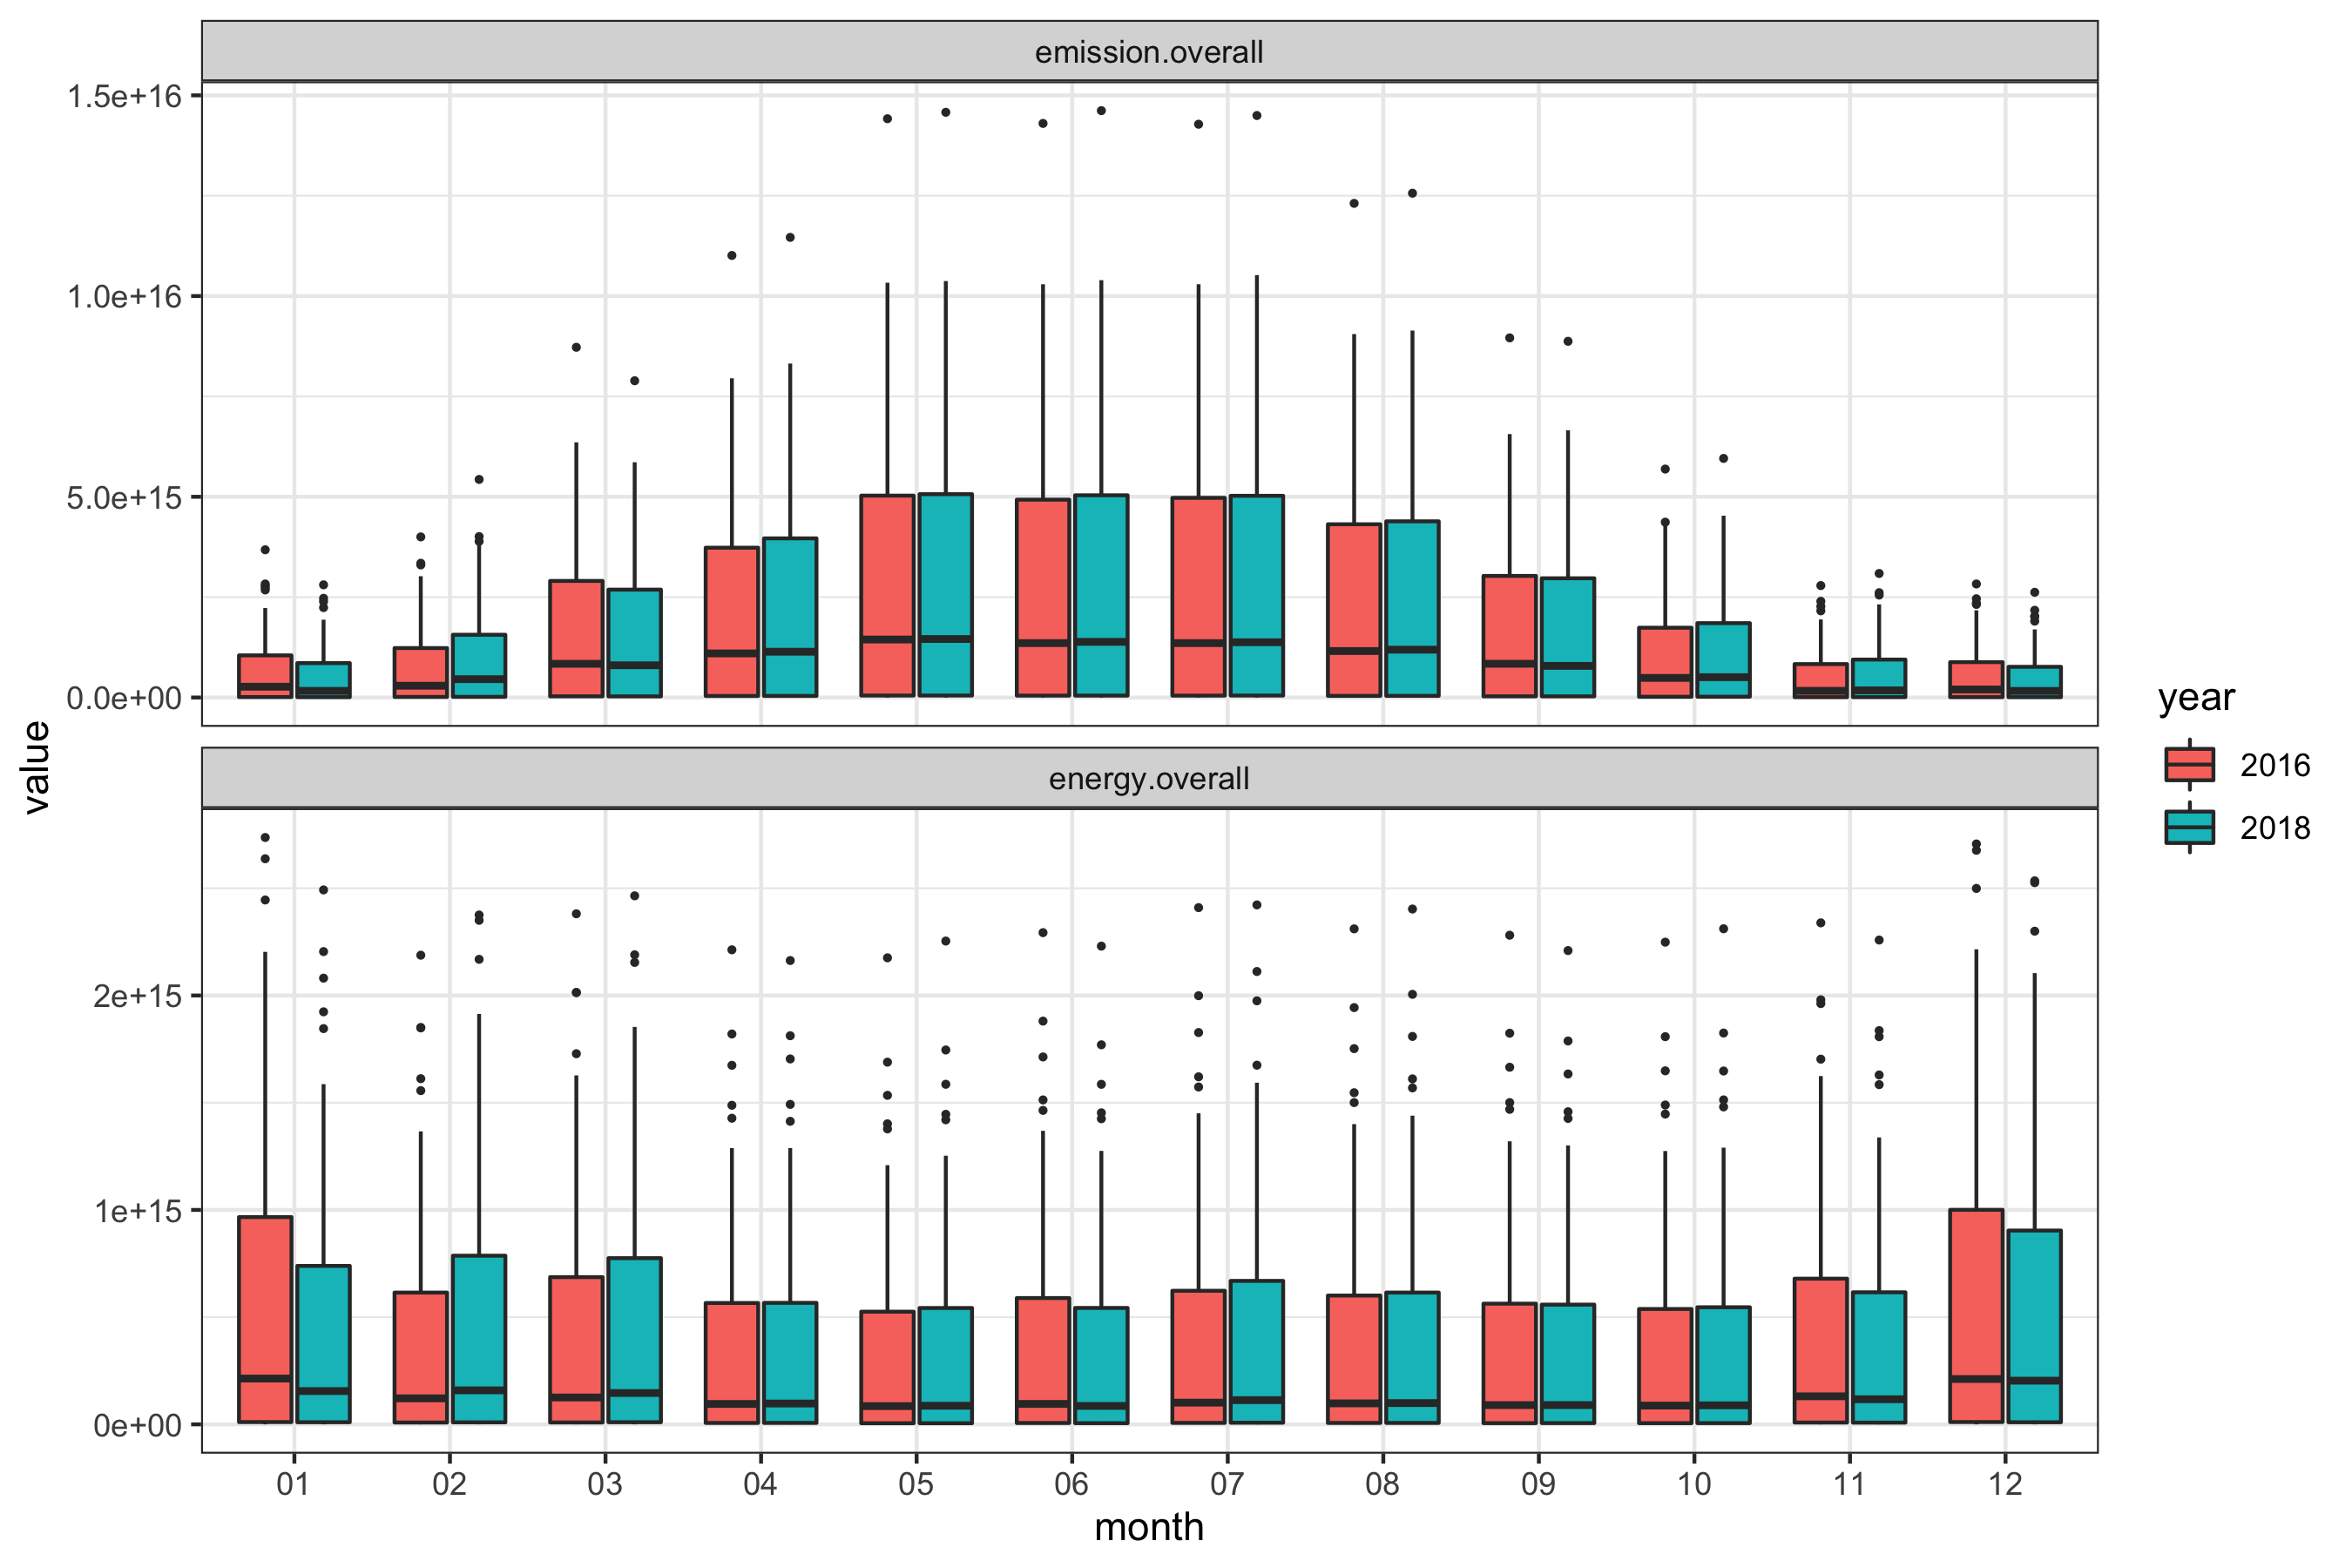 emission.overall
1.5e+16
1.0e+16
5.0e+15
0.0e+00
value
energy.overall
2e+15
1e+15
0e+00
01 02 03 04 05 06 07 08 09 10 11 12
month
year
2016
2018